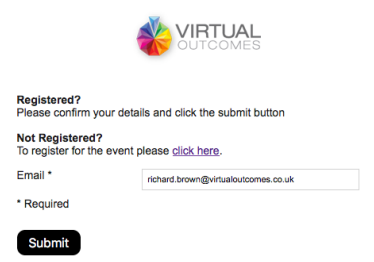 VIRTUAL
OUTCOMES
Registered?
Please confirm your details and click the submit button
Not Registered?
To register for the event please click here.
Email * richard.brown@virtualoutcomes.co.uk
* Required
Submit